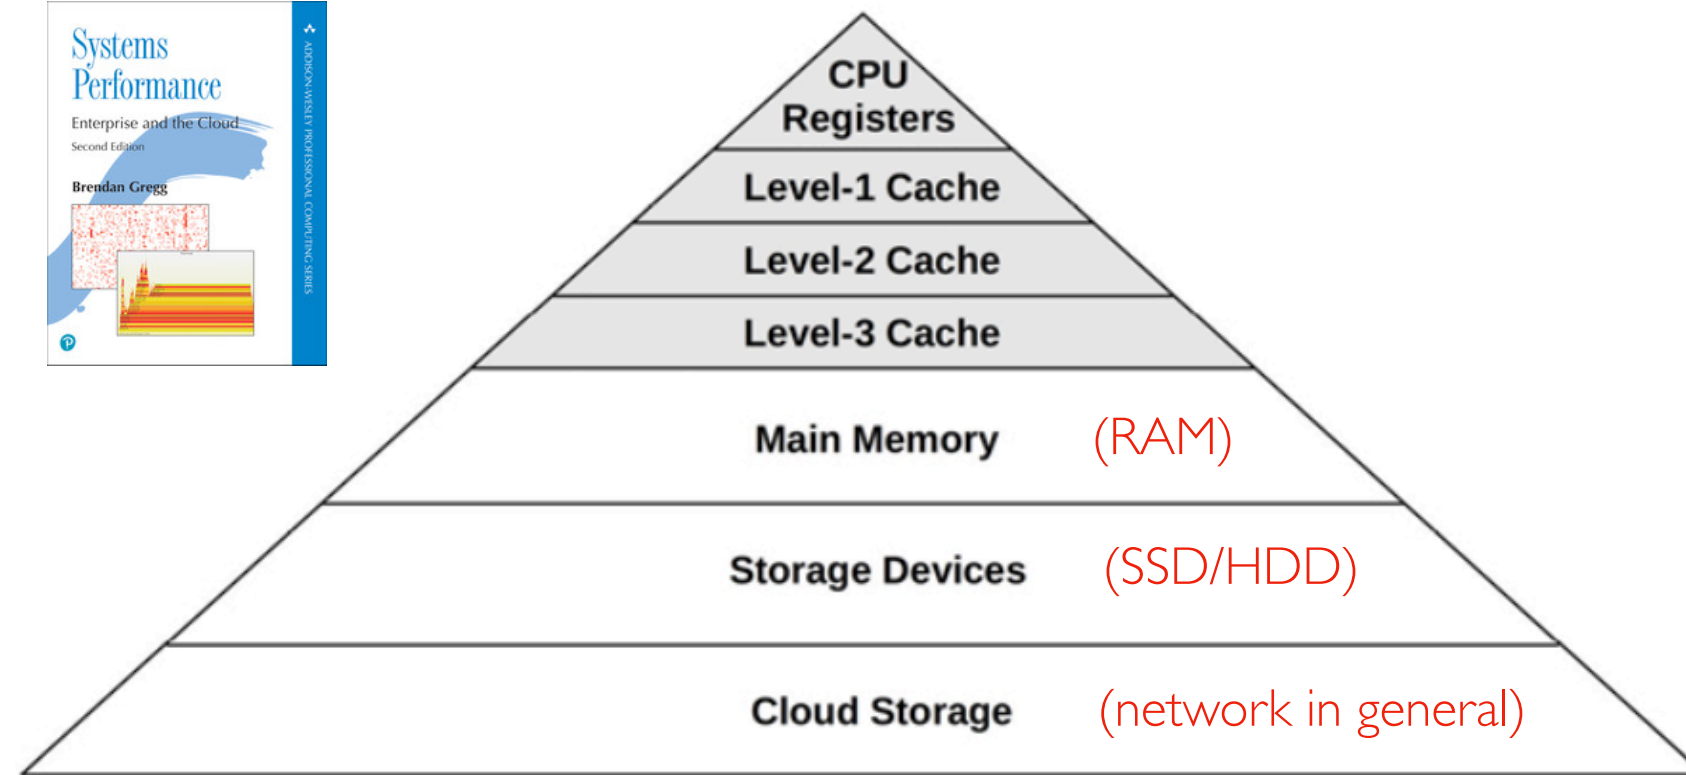 Systems
Performance
Enterprise and the Cloud
Second Edition
Brendan Gregg
ADDISON-WESLEY PROFESSIONAL COMPUTING SERIES
P
CPU
Registers
Level-1 Cache
Level-2 Cache
Level-3 Cache
Main Memory (RAM)
Storage Devices (SSD/HDD)
Cloud Storage (network in general)